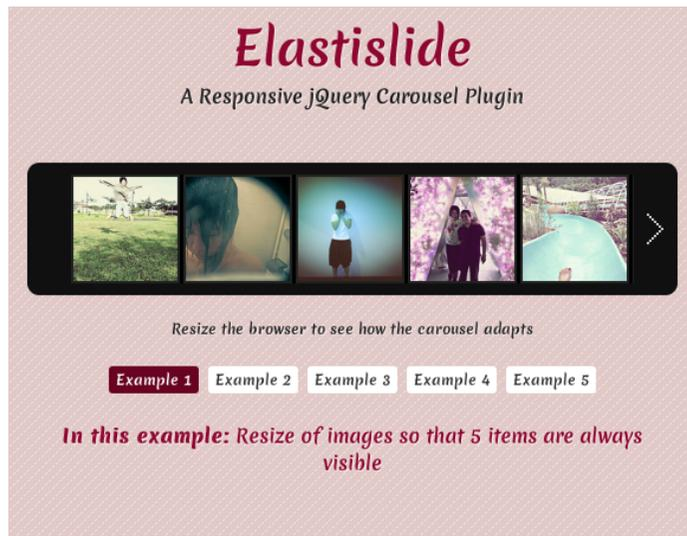 Elastislide
A Responsive jQuery Carousel Plugin
Resize the browser to see how the carousel adapts
Example 1 Example 2 Example 3 Example 4 Example 5
In this example: Resize of images so that 5 items are always
visible